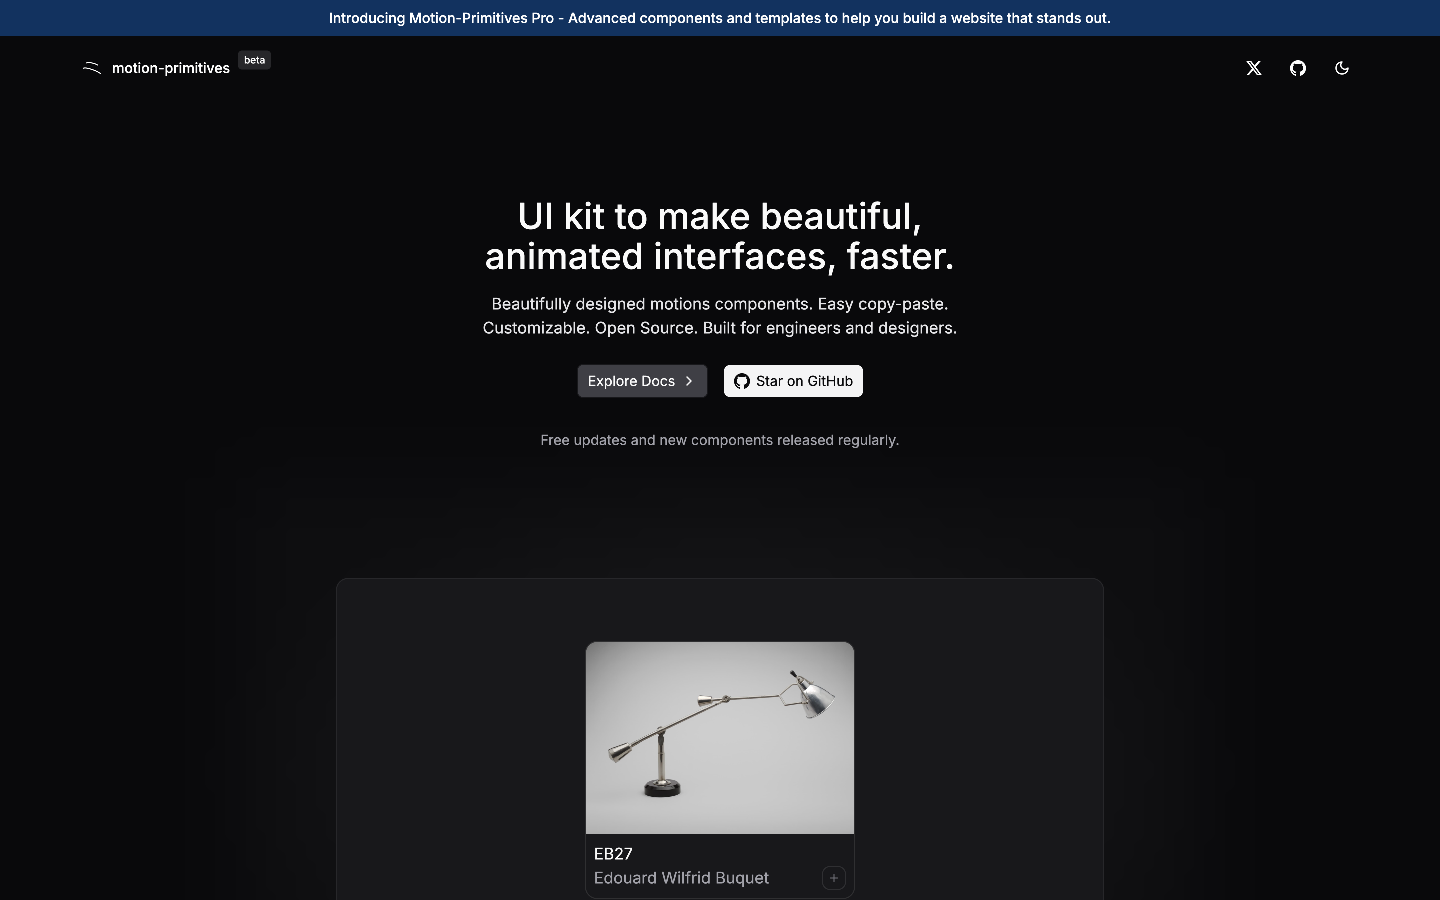 Introducing Motion-Primitives Pro - Advanced components and templates to help you build a website that stands out.
motion-primitives beta
UI kit to make beautiful,
animated interfaces, faster.
Beautifully designed motions components. Easy copy-paste.
Customizable. Open Source. Built for engineers and designers.
Explore Docs
Star on GitHub
Free updates and new components released regularly.
EB27
Edouard Wilfrid Buquet